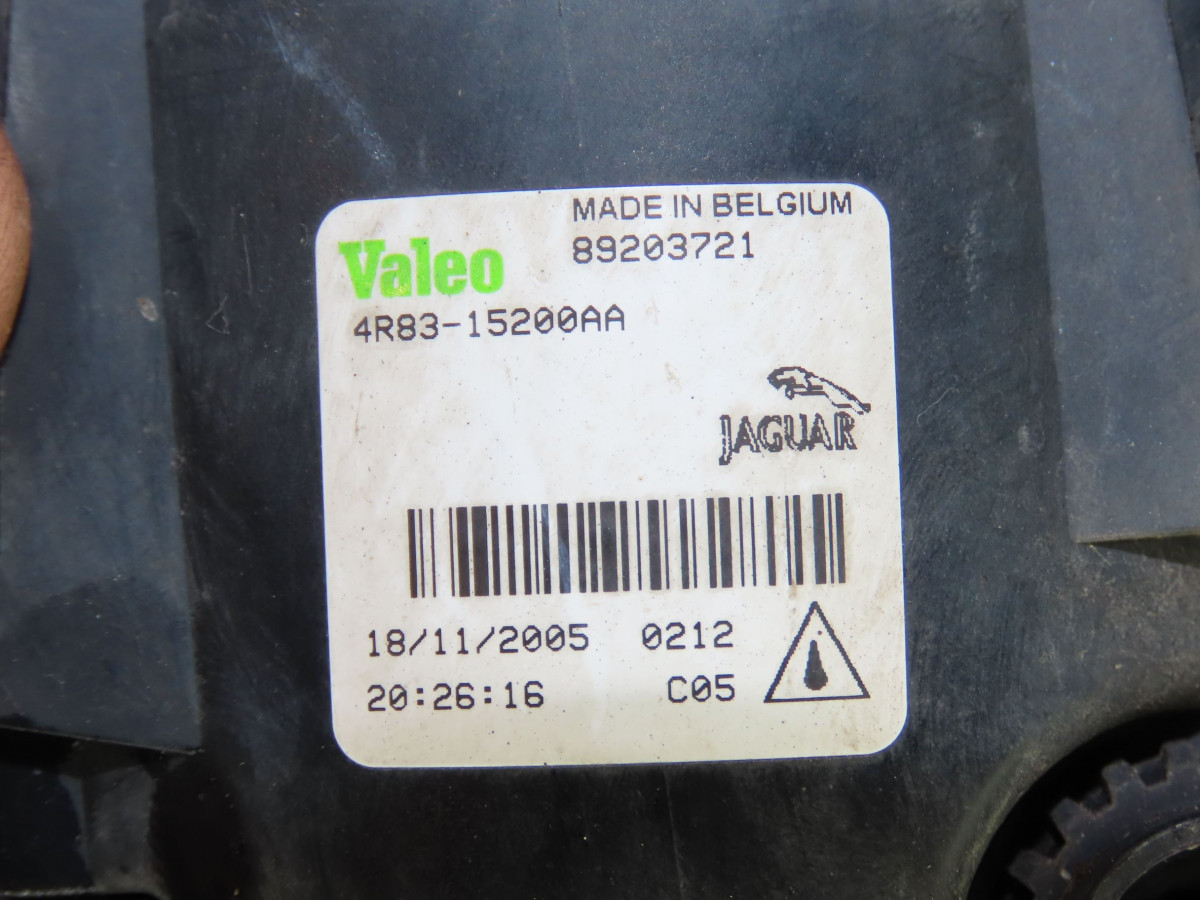 MADE IN BELGIUM
Valeo
89203721
4R83-15200AA
JAGUAR
18/11/2005 0212
20:26:16 C05